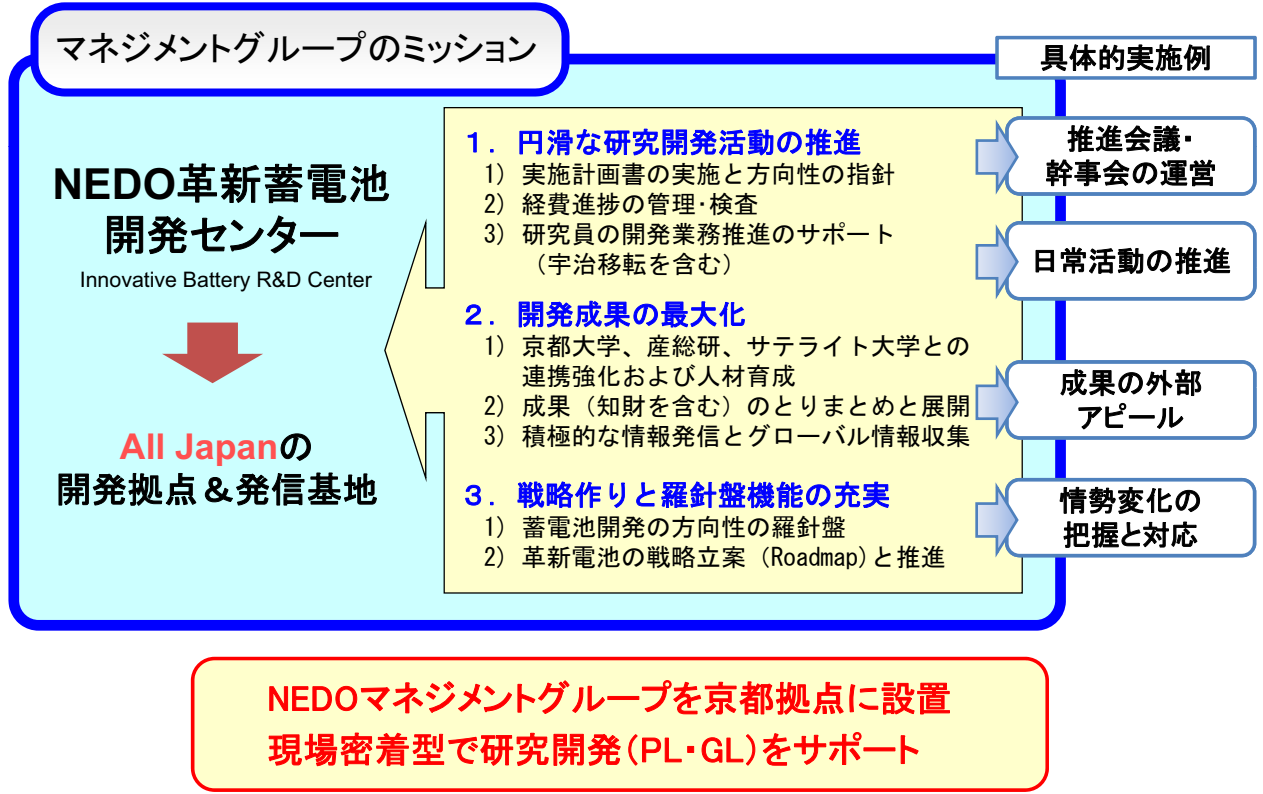 マネジメントグループのミッション
具体的実施例
NEDO革新蓄電池
開発センター
Innovative Battery R&D Center
All Japanの
開発拠点＆発信基地
１．円滑な研究開発活動の推進
1) 実施計画書の実施と方向性の指針
2) 経費進捗の管理･検査
3) 研究員の開発業務推進のサポート
（宇治移転を含む）
２．開発成果の最大化
1) 京都大学、産総研、サテライト大学との
連携強化および人材育成
2) 成果（知財を含む）のとりまとめと展開
3) 積極的な情報発信とグローバル情報収集
３．戦略作りと羅針盤機能の充実
1) 蓄電池開発の方向性の羅針盤
2) 革新電池の戦略立案（Roadmap)と推進
推進会議・
幹事会の運営
日常活動の推進
成果の外部
アピール
情勢変化の
把握と対応
NEDOマネジメントグループを京都拠点に設置
現場密着型で研究開発(PL・GL)をサポート